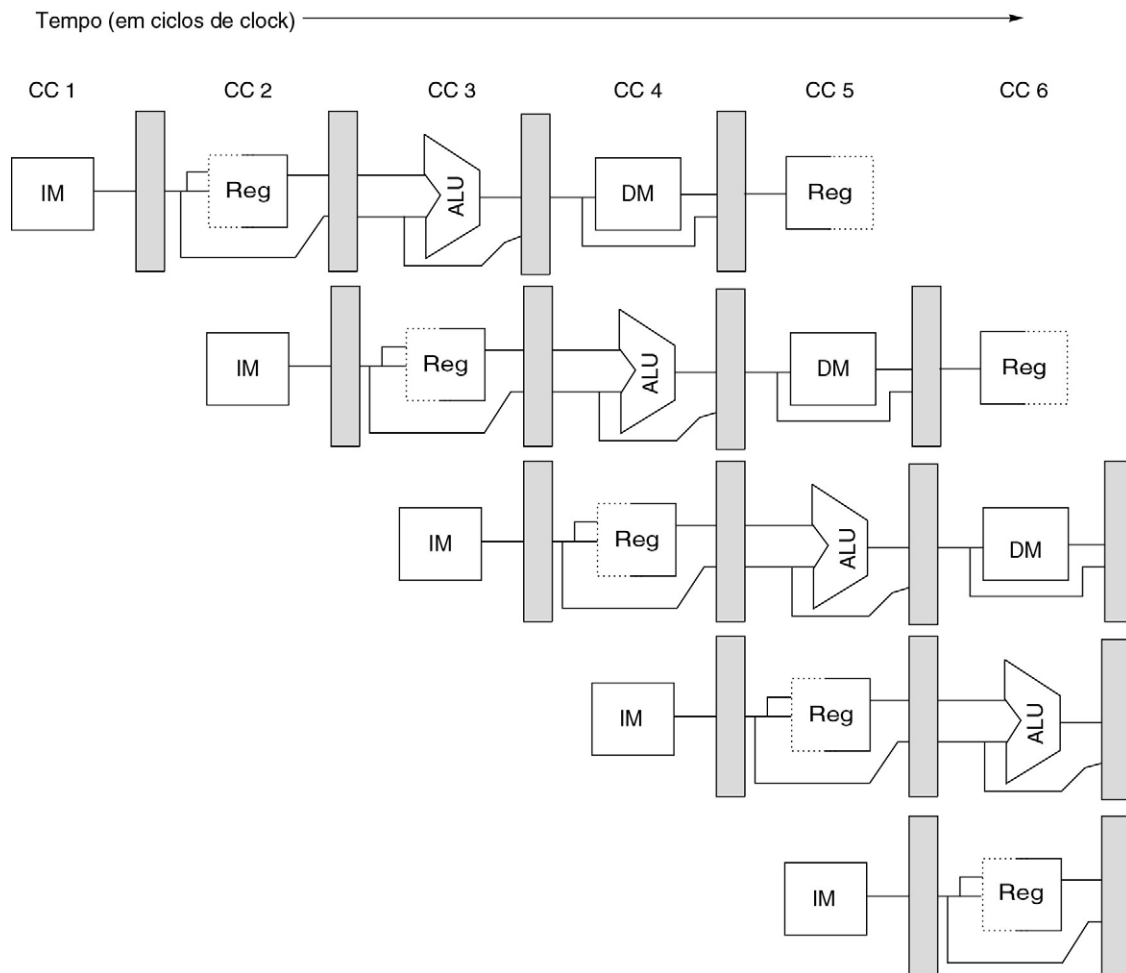 Tempo (em ciclos de clock)
CC 1 CC 2 CC 3 CC 4 CC 5 CC 6
IM Reg ALU DM Reg
IM Reg ALU DM Reg
IM Reg ALU DM
IM Reg ALU
IM Reg